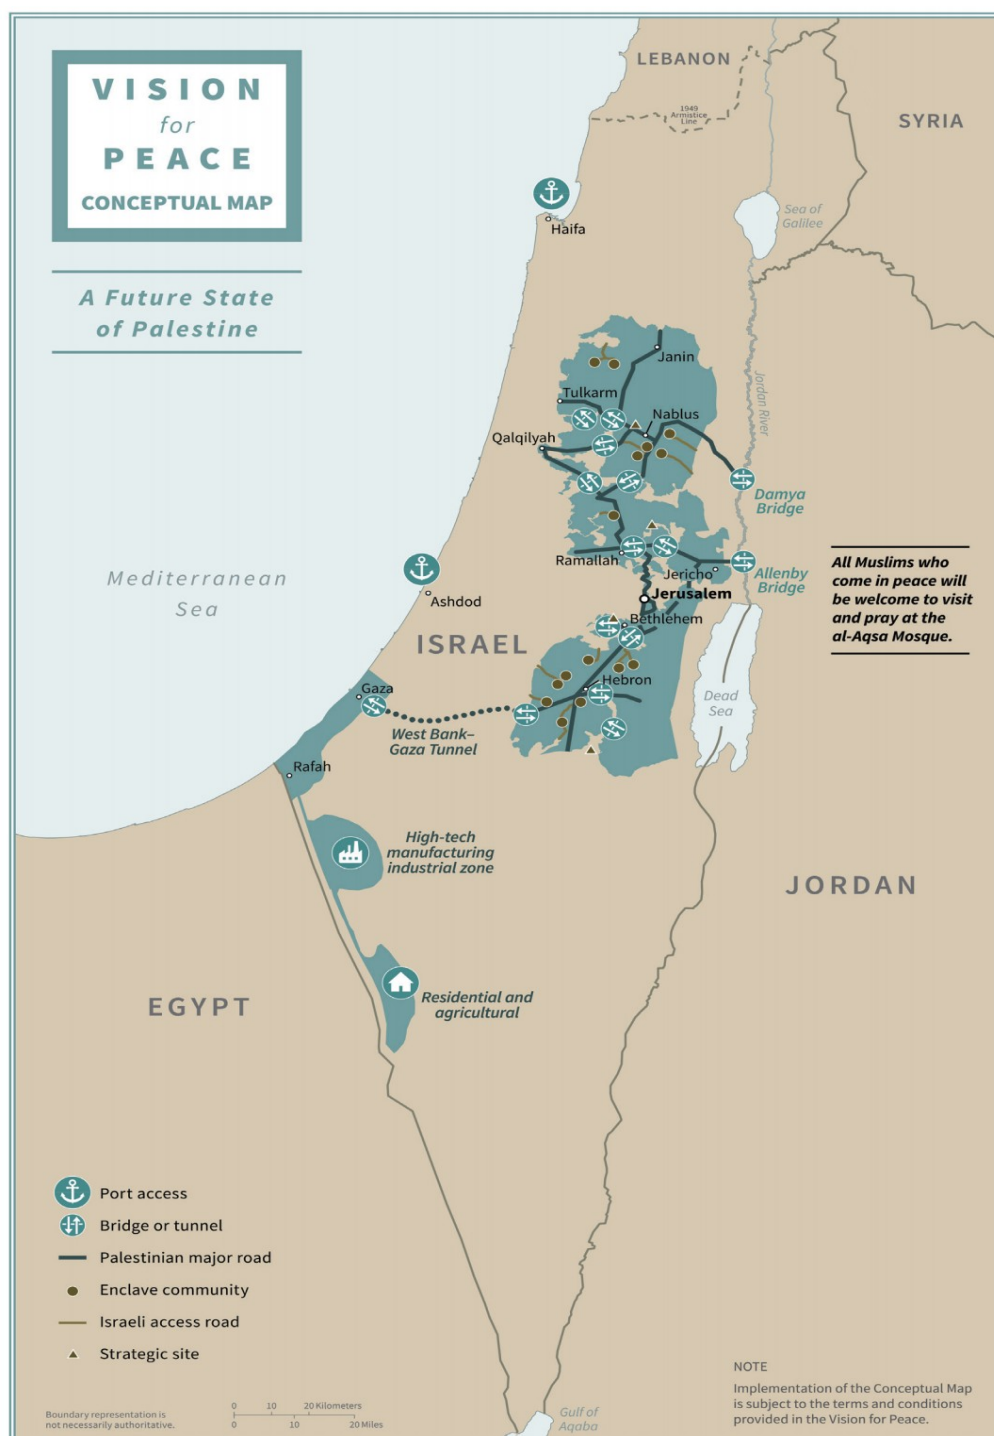 VISION
for
PEACE
CONCEPTUAL MAP
A Future State
of Palestine
LEBANON
1949
Armistice
Line
SYRIA
Haifa
Sea of
Galilee
Janin
Tulkarm
Nablus
Qalqilyah
Jordan River
Damya
Bridge
Mediterranean
Sea
Ramallah
Jericho
Allenby
Bridge
All Muslims who
come in peace will
be welcome to visit
and pray at the
al-Aqsa Mosque.
Ashdod
Jerusalem
Bethlehem
ISRAEL
Hebron
Gaza
Dead
Sea
West Bank–
Gaza Tunnel
Rafah
High-tech
manufacturing
industrial zone
JORDAN
EGYPT
Residential and
agricultural
Port access
Bridge or tunnel
Palestinian major road
Enclave community
Israeli access road
Strategic site
Boundary representation is
not necessarily authoritative.
0 10 20 Kilometers
0 10 20 Miles
Gulf of
Aqaba
NOTE
Implementation of the Conceptual Map
is subject to the terms and conditions
provided in the Vision for Peace.